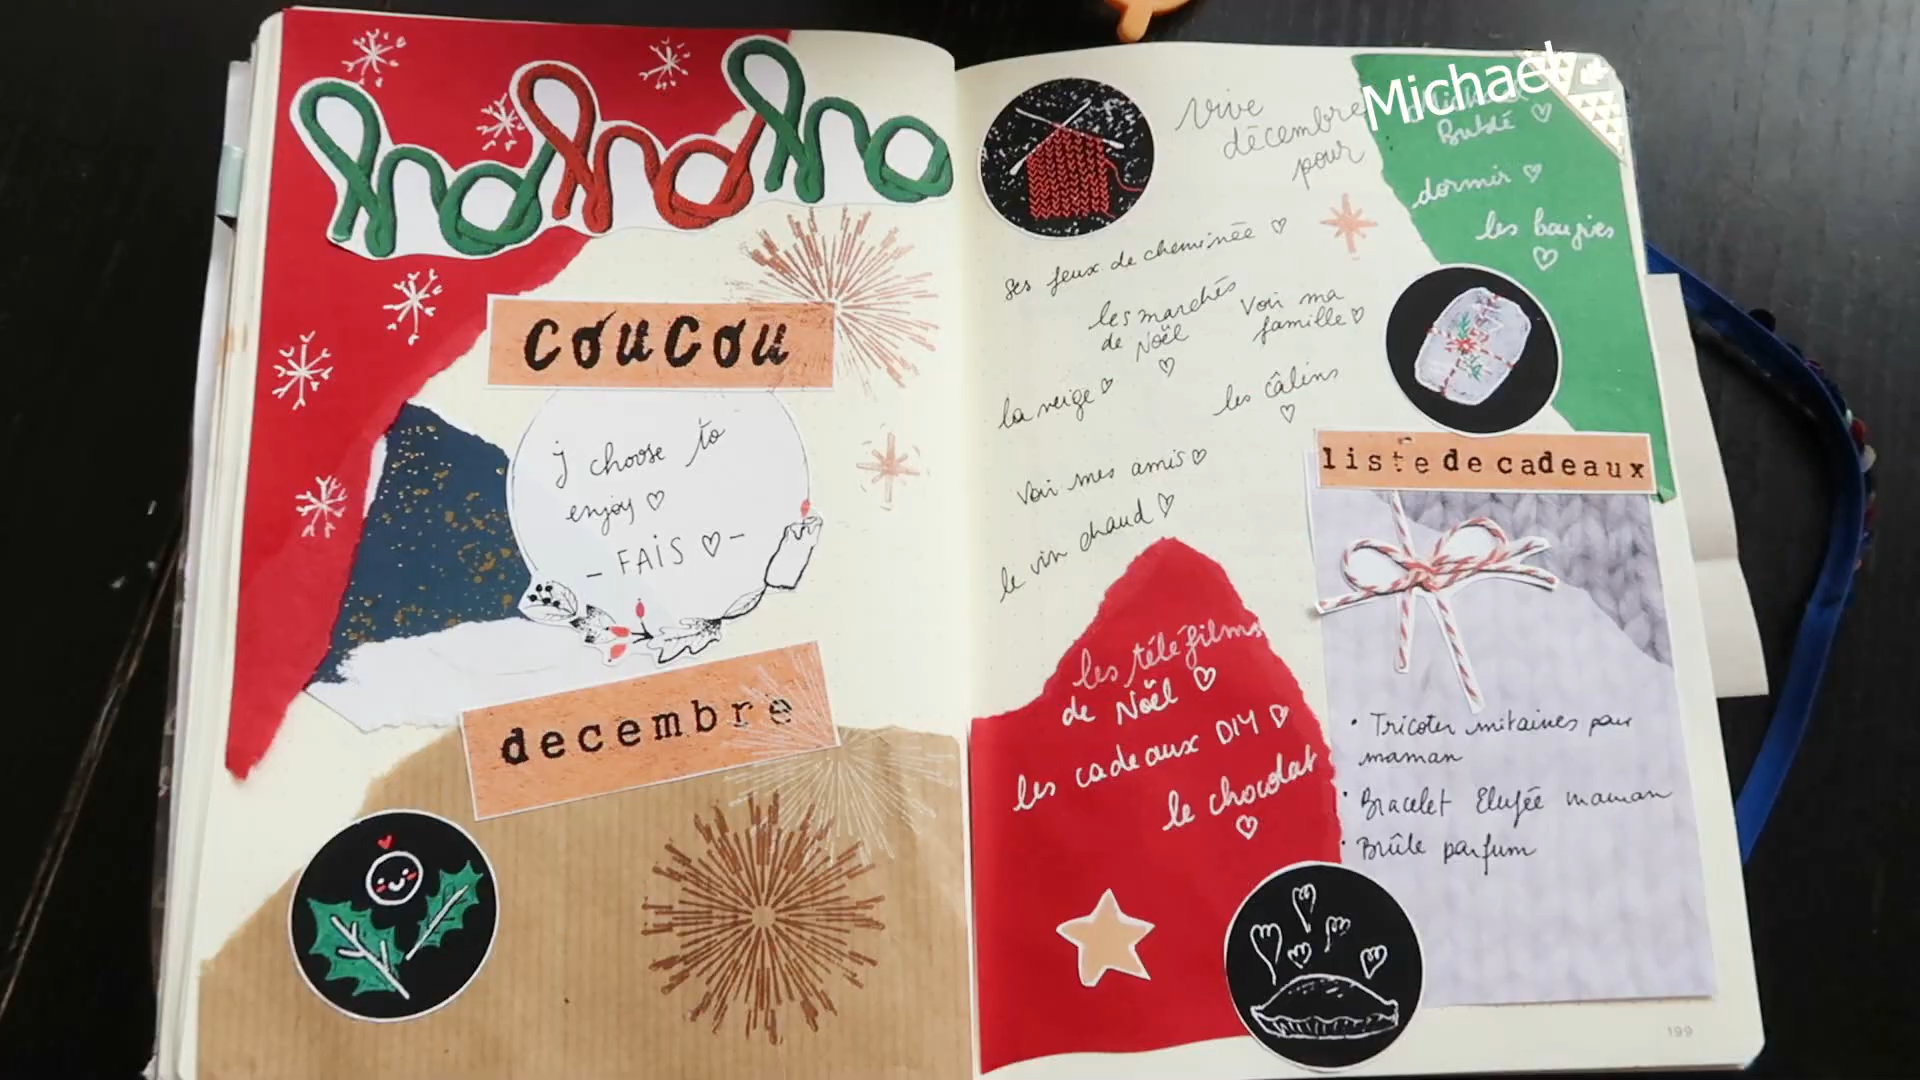 hohoho
coucou
I choose to
enjoy
- FAIS -
decembre
Vive
décembre
pour
Michael
Bublé
dormir
les bougies
Les feux de cheminée
les marchés
de Noël
Voir ma
famille
la neige
les câlins
Voir mes amis
le vin chaud
les téléfilms
de Noël
les cadeaux DIY
le chocolat
liste de cadeaux
• Tricoter mitaines pour
maman
• Bracelet maman
• Brûle parfum
199